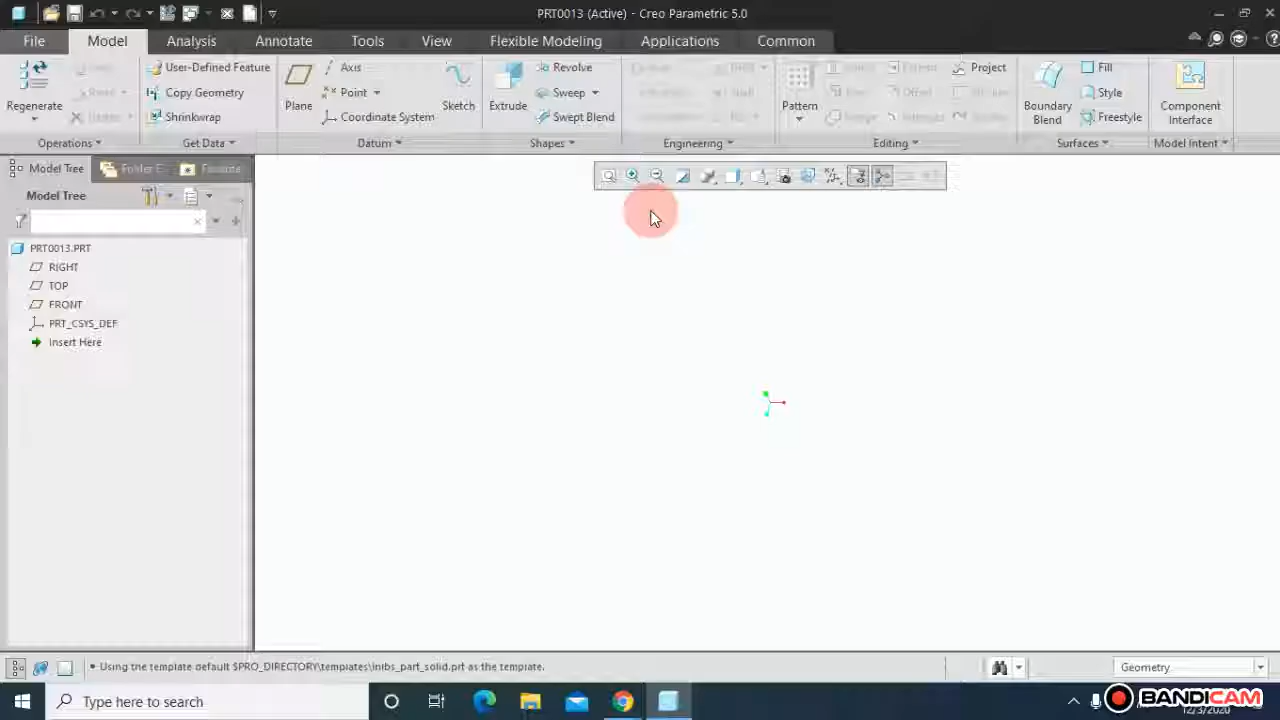 PRT0013 (Active) - Creo Parametric 5.0
File Model Analysis Annotate Tools View Flexible Modeling Applications Common
Regenerate
Operations
User-Defined Feature
Copy Geometry
Shrinkwrap
Get Data
Plane
Axis
Point
Coordinate System
Sketch
Datum
Extrude
Revolve
Sweep
Swept Blend
Shapes
Engineering
Pattern
Project
Editing
Boundary
Blend
Fill
Style
Freestyle
Surfaces
Component
Interface
Model Intent
Model Tree
Folder
Model Tree
PRT0013.PRT
RIGHT
TOP
FRONT
PRT_CSYS_DEF
Insert Here
• Using the template default $PRO_DIRECTORY\templates\inlbs_part_solid.prt as the template.
Geometry
Type here to search
BANDICAM
12/3/2020